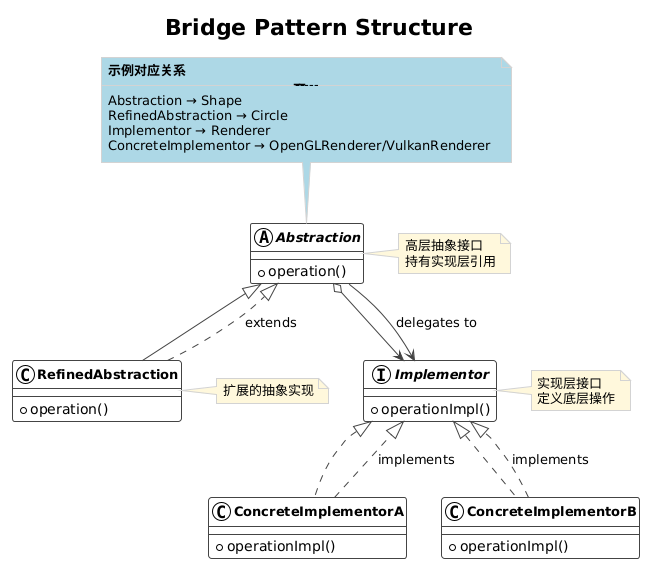 Bridge Pattern Structure
示例对应关系
Abstraction → Shape
RefinedAbstraction → Circle
Implementor → Renderer
ConcreteImplementor → OpenGLRenderer/VulkanRenderer
A Abstraction
operation()
高层抽象接口
持有实现层引用
extends
delegates to
C RefinedAbstraction
operation()
扩展的抽象实现
I Implementor
operationImpl()
实现层接口
定义底层操作
implements
implements
C ConcreteImplementorA
operationImpl()
C ConcreteImplementorB
operationImpl()